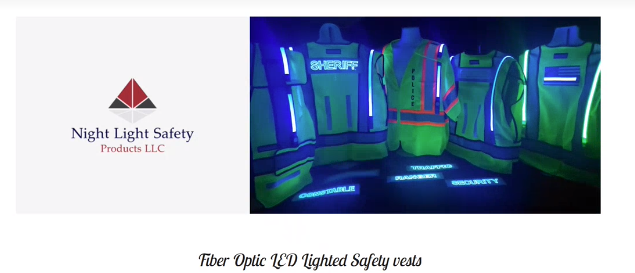 Night Light Safety
Products LLC
SHERIFF
POLICE
TRAFFIC
RANGER
SECURITY
CONSTABLE
Fiber Optic LED Lighted Safety vests